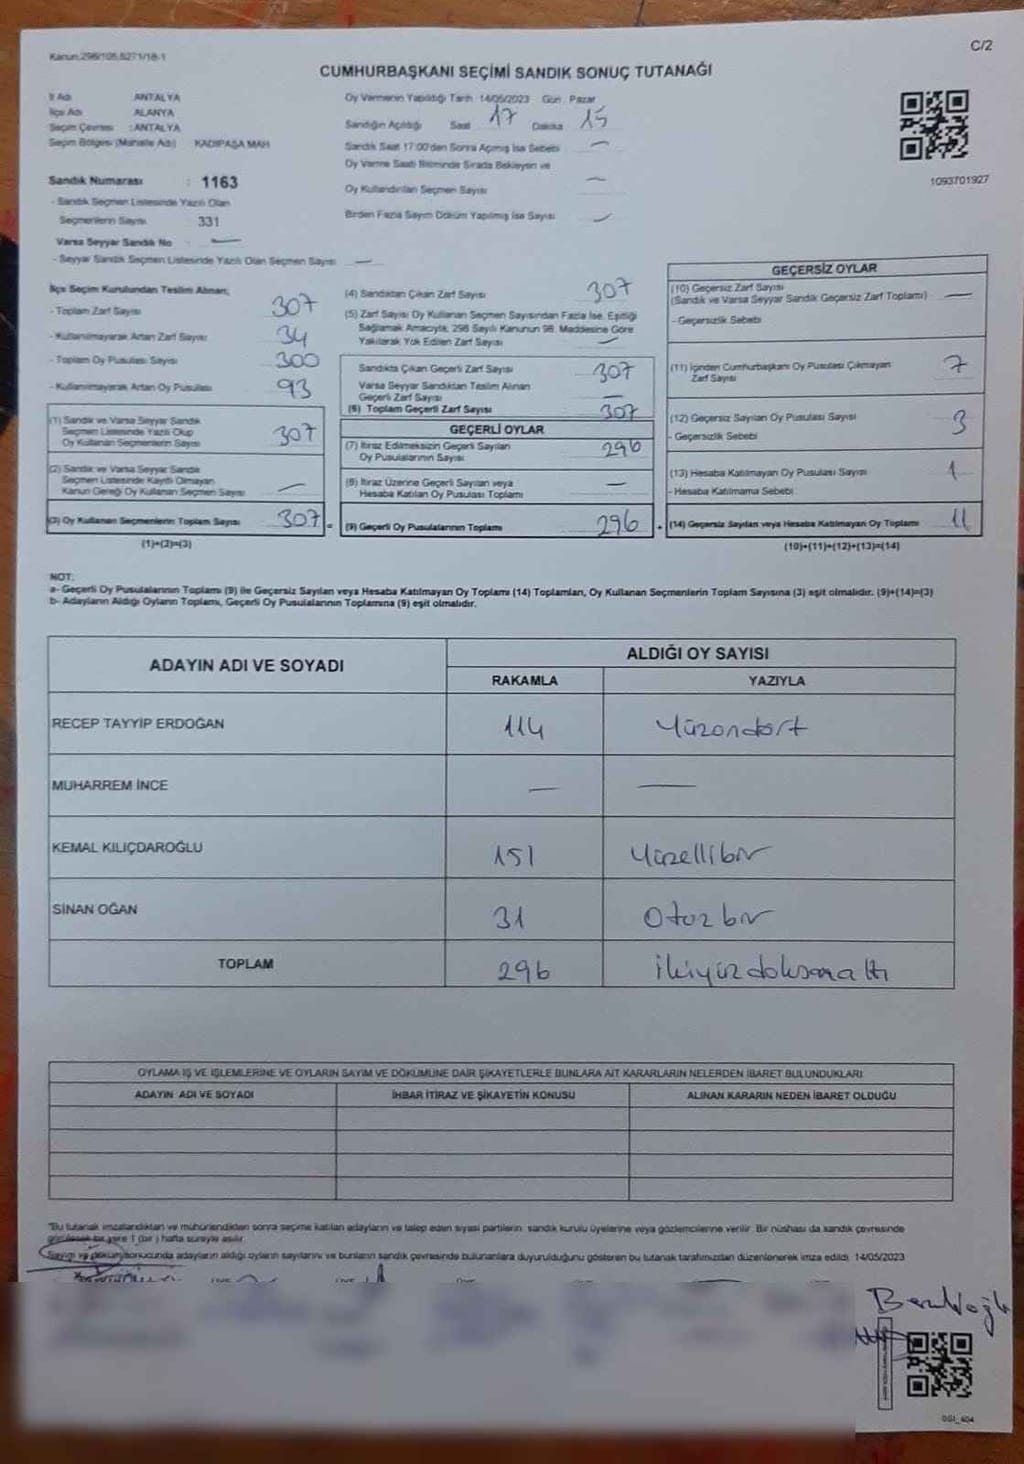 C/2
Kanun:298/105,6271/18-1
CUMHURBAŞKANI SEÇİMİ SANDIK SONUÇ TUTANAĞI
İl Adı ANTALYA
İlçe Adı ALANYA
Seçim Çevresi : ANTALYA
Seçim Bölgesi (Mahalle Adı) KADIPAŞA MAH
Oy Vermenin Yapıldığı Tarih 14/05/2023 Gün Pazar
Sandığın Açıldığı Saat 17 Dakika 15
Sandık Saat 17:00'den Sonra Açmış İse Sebebi —
Oy Verme Saati Bitiminde Sırada Bekleyen ve
Oy Kullandırılan Seçmen Sayısı —
Birden Fazla Sayım Döküm Yapılmış İse Sayısı —
1093701927
Sandık Numarası : 1163
- Sandık Seçmen Listesinde Yazılı Olan
Seçmenlerin Sayısı 331
Varsa Seyyar Sandık No —
- Seyyar Sandık Seçmen Listesinde Yazılı Olan Seçmen Sayısı —
İlçe Seçim Kurulundan Teslim Alınan;
- Toplam Zarf Sayısı 307
- Kullanılmayarak Artan Zarf Sayısı 34
- Toplam Oy Pusulası Sayısı 300
- Kullanılmayarak Artan Oy Pusulası 93
(1) Sandık ve Varsa Seyyar Sandık
Seçmen Listesinde Yazılı Olup
Oy Kullanan Seçmenlerin Sayısı 307
(2) Sandık ve Varsa Seyyar Sandık
Seçmen Listesinde Kayıtlı Olmayan
Kanun Gereği Oy Kullanan Seçmen Sayısı —
(3) Oy Kullanan Seçmenlerin Toplam Sayısı 307 =
(1)+(2)=(3)
(4) Sandıktan Çıkan Zarf Sayısı 307
(5) Zarf Sayısı Oy Kullanan Seçmen Sayısından Fazla İse, Eşitliği
Sağlamak Amacıyla, 298 Sayılı Kanunun 98. Maddesine Göre
Yakılarak Yok Edilen Zarf Sayısı —
Sandıkta Çıkan Geçerli Zarf Sayısı 307
Varsa Seyyar Sandıktan Teslim Alınan
Geçerli Zarf Sayısı —
(6) Toplam Geçerli Zarf Sayısı 307
GEÇERLİ OYLAR
(7) İtiraz Edilmeksizin Geçerli Sayılan
Oy Pusulalarının Sayısı 296
(8) İtiraz Üzerine Geçerli Sayılan veya
Hesaba Katılan Oy Pusulası Toplamı —
(9) Geçerli Oy Pusulalarının Toplamı 296 +
GEÇERSİZ OYLAR
(10) Geçersiz Zarf Sayısı
(Sandık ve Varsa Seyyar Sandık Geçersiz Zarf Toplamı) —
- Geçersizlik Sebebi
(11) İçinden Cumhurbaşkanı Oy Pusulası Çıkmayan
Zarf Sayısı 7
(12) Geçersiz Sayılan Oy Pusulası Sayısı 3
- Geçersizlik Sebebi
(13) Hesaba Katılmayan Oy Pusulası Sayısı 1
- Hesaba Katılmama Sebebi
(14) Geçersiz Sayılan veya Hesaba Katılmayan Oy Toplamı 11
(10)+(11)+(12)+(13)=(14)
NOT:
a- Geçerli Oy Pusulalarının Toplamı (9) ile Geçersiz Sayılan veya Hesaba Katılmayan Oy Toplamı (14) Toplamları, Oy Kullanan Seçmenlerin Toplam Sayısına (3) eşit olmalıdır. (9)+(14)=(3)
b- Adayların Aldığı Oyların Toplamı, Geçerli Oy Pusulalarının Toplamına (9) eşit olmalıdır.
ADAYIN ADI VE SOYADI ALDIĞI OY SAYISI
RAKAMLA YAZIYLA
RECEP TAYYİP ERDOĞAN 114 Yüzondört
MUHARREM İNCE — —
KEMAL KILIÇDAROĞLU 151 Yüzellibir
SİNAN OĞAN 31 Otuzbir
TOPLAM 296 ikiyüzdoksanaltı
OYLAMA İŞ VE İŞLEMLERİNE VE OYLARIN SAYIM VE DÖKÜMÜNE DAİR ŞİKAYETLERLE BUNLARA AİT KARARLARIN NELERDEN İBARET BULUNDUKLARI
ADAYIN ADI VE SOYADI İHBAR İTİRAZ VE ŞİKAYETİN KONUSU ALINAN KARARIN NEDEN İBARET OLDUĞU
"Bu tutanak imzalandıktan ve mühürlendikten sonra seçime katılan adayların ve talep eden siyasi partilerin sandık kurulu üyelerine veya gözlemcilerine verilir. Bir nüshası da sandık çevresinde
görülecek bir yere 1 (bir ) hafta süreyle asılır.
Sayım ve döküm sonucunda adayların aldığı oyların sayılarını ve bunların sandık çevresinde bulunanlara duyurulduğunu gösteren bu tutanak tarafımızdan düzenlenerek imza edildi. 14/05/2023